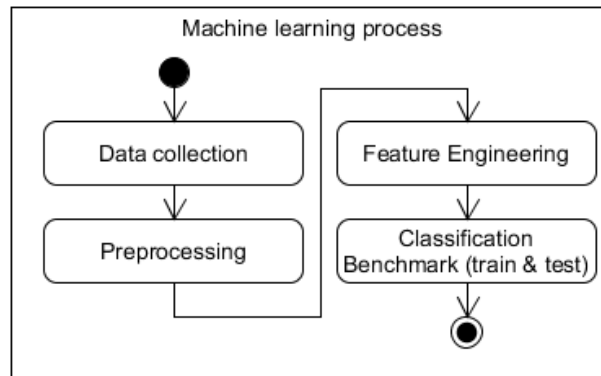 Machine learning process
Data collection
Preprocessing
Feature Engineering
Classification
Benchmark (train & test)